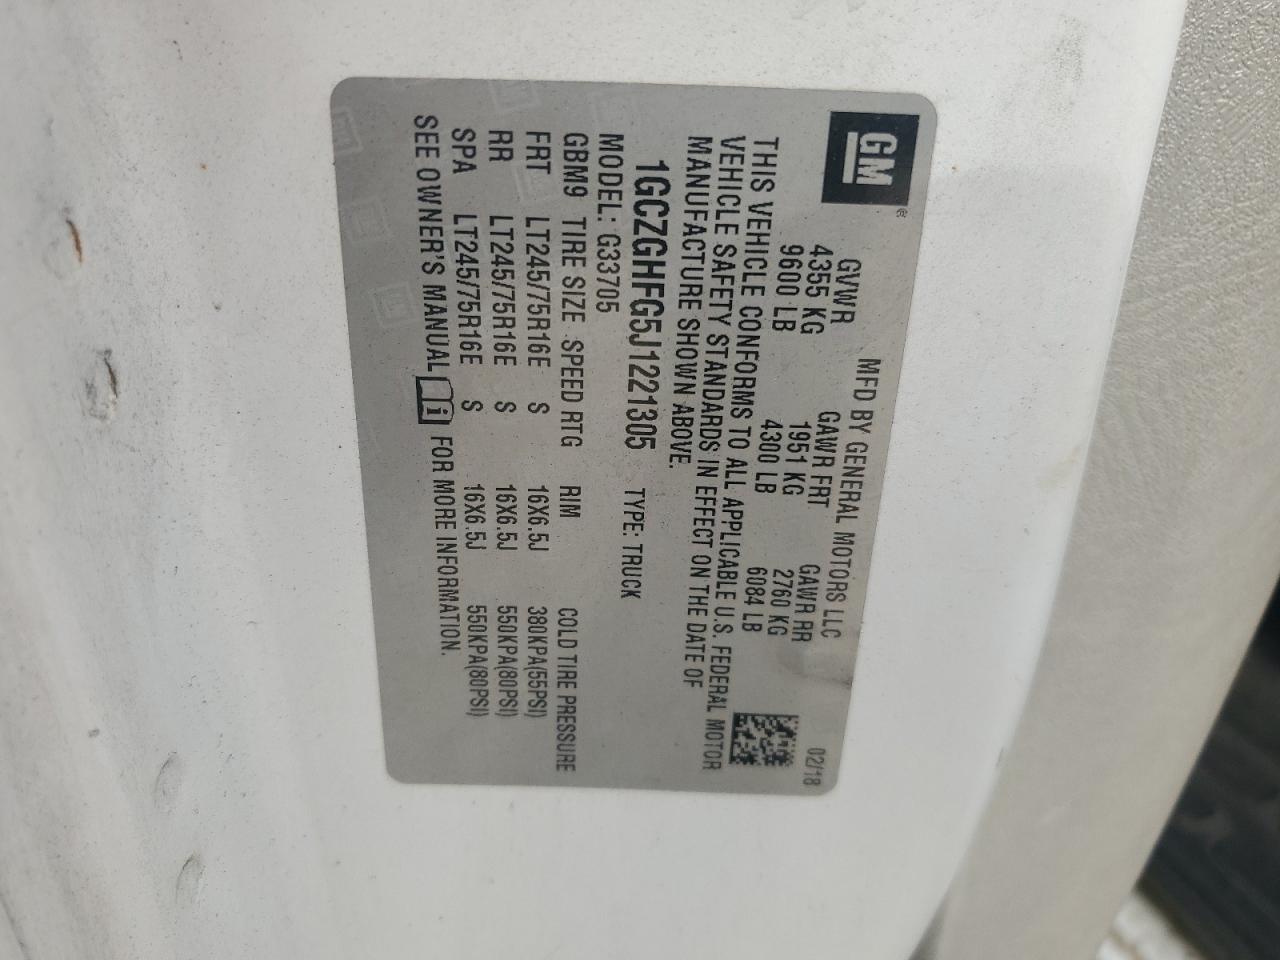 GM®
MFD BY GENERAL MOTORS LLC 02/18
GVWR GAWR FRT GAWR RR
4355 KG 1951 KG 2760 KG
9600 LB 4300 LB 6084 LB
THIS VEHICLE CONFORMS TO ALL APPLICABLE U.S. FEDERAL MOTOR
VEHICLE SAFETY STANDARDS IN EFFECT ON THE DATE OF
MANUFACTURE SHOWN ABOVE.
1GCZGHFG5J1221305 TYPE: TRUCK
MODEL: G33705
GBM9 TIRE SIZE SPEED RTG RIM COLD TIRE PRESSURE
FRT LT245/75R16E S 16X6.5J 380KPA(55PSI)
RR LT245/75R16E S 16X6.5J 550KPA(80PSI)
SPA LT245/75R16E S 16X6.5J 550KPA(80PSI)
SEE OWNER'S MANUAL i FOR MORE INFORMATION.